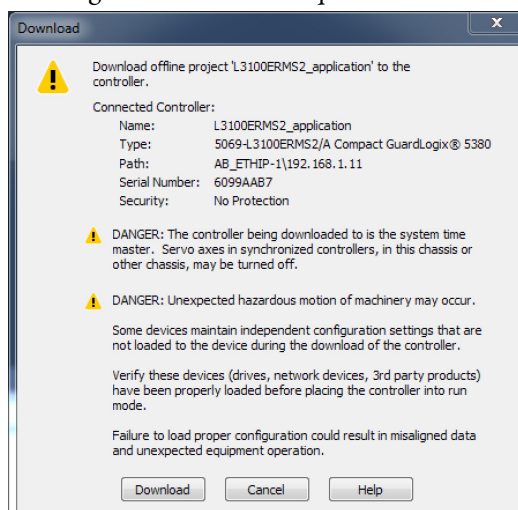 Download
x
Download offline project 'L3100ERMS2_application' to the
controller.
Connected Controller:
Name: L3100ERMS2_application
Type: 5069-L3100ERMS2/A Compact GuardLogix® 5380
Path: AB_ETHIP-1\192.168.1.11
Serial Number: 6099AAB7
Security: No Protection
DANGER: The controller being downloaded to is the system time
master. Servo axes in synchronized controllers, in this chassis or
other chassis, may be turned off.
DANGER: Unexpected hazardous motion of machinery may occur.
Some devices maintain independent configuration settings that are
not loaded to the device during the download of the controller.
Verify these devices (drives, network devices, 3rd party products)
have been properly loaded before placing the controller into run
mode.
Failure to load proper configuration could result in misaligned data
and unexpected equipment operation.
Download Cancel Help